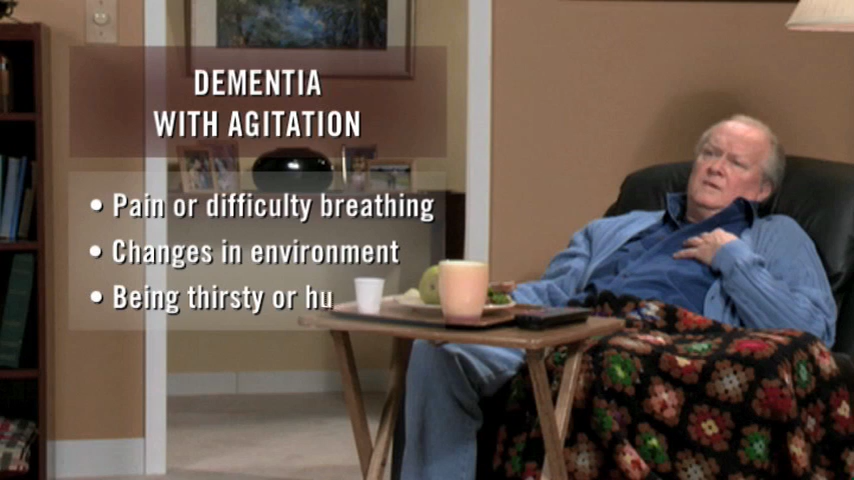 DEMENTIA
WITH AGITATION
• Pain or difficulty breathing
• Changes in environment
• Being thirsty or hu